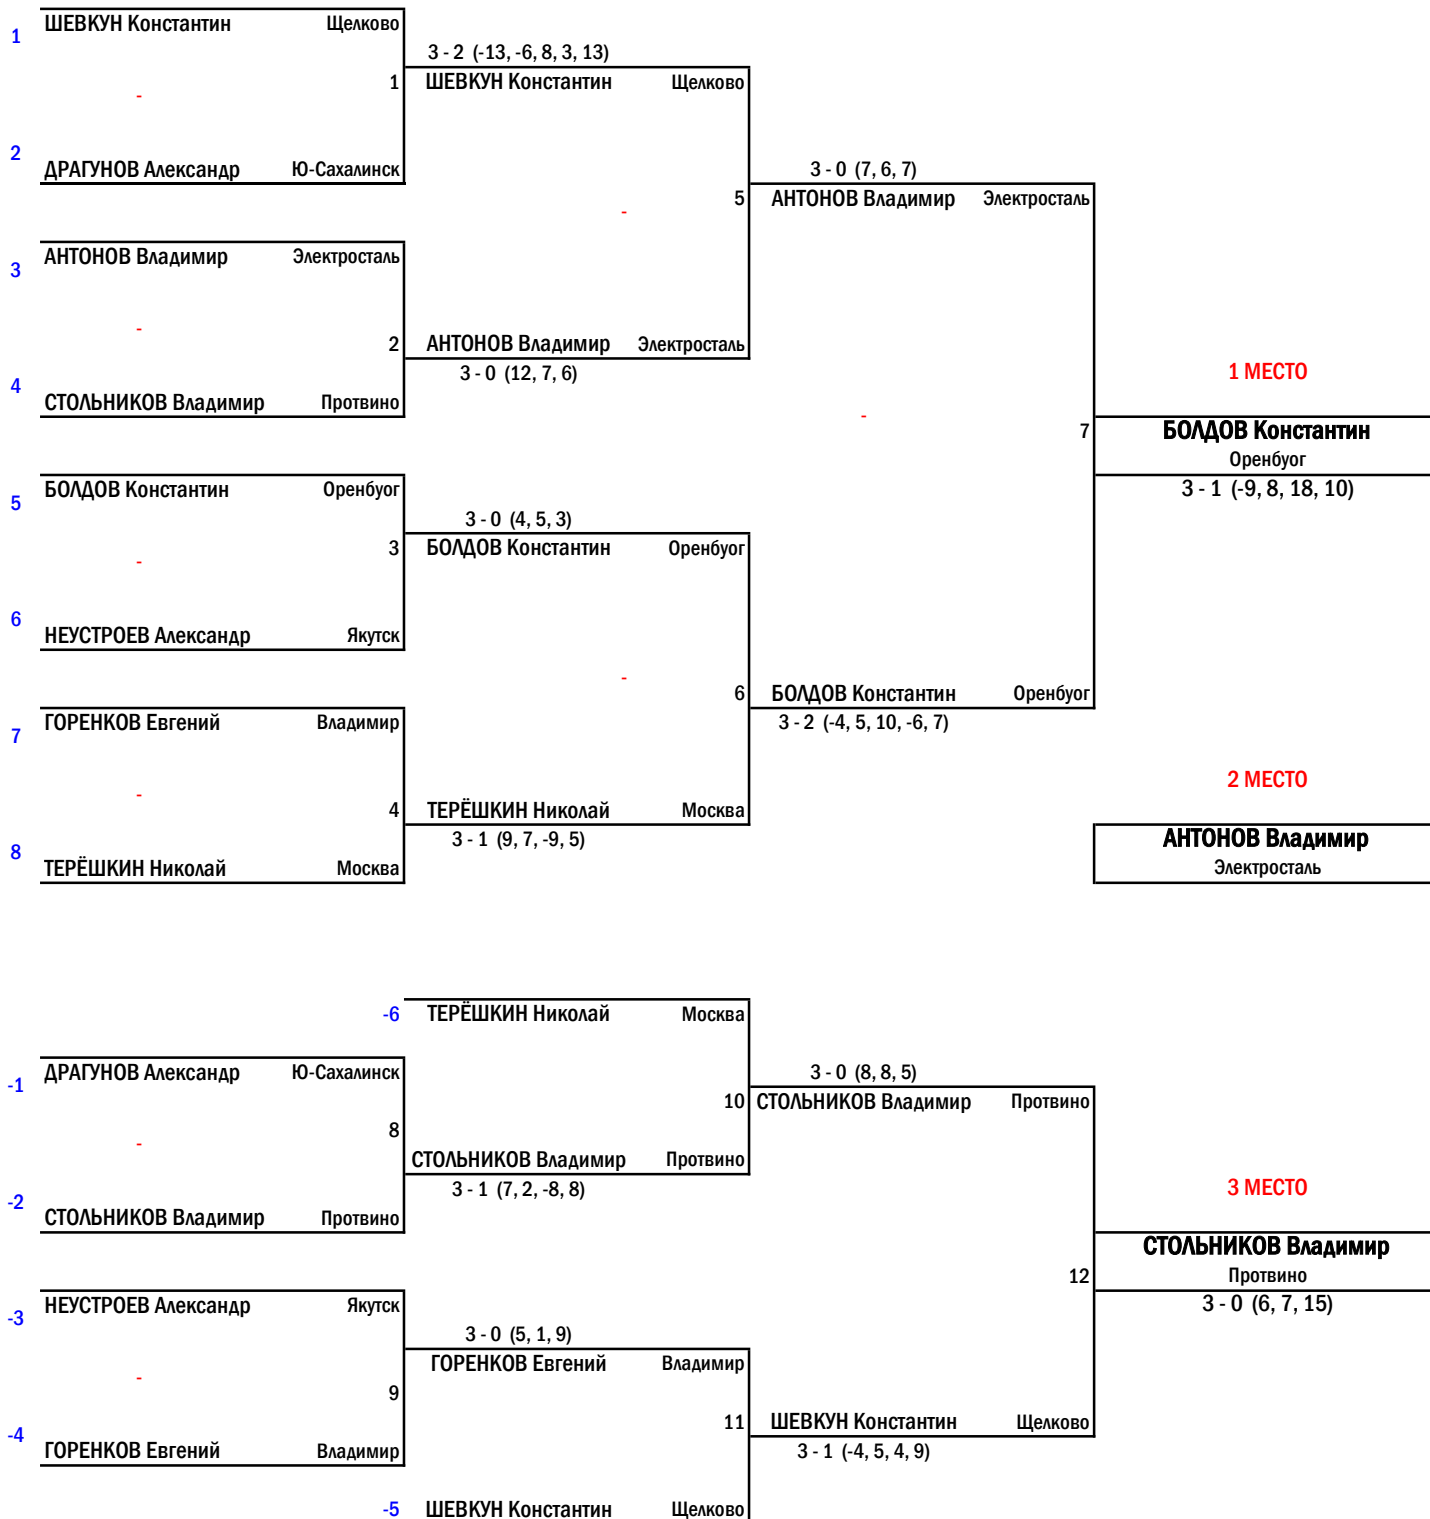 1 ШЕВКУН Константин Щелково
3 - 2 (-13, -6, 8, 3, 13)
- 1 ШЕВКУН Константин Щелково
2 ДРАГУНОВ Александр Ю-Сахалинск
3 - 0 (7, 6, 7)
- 5 АНТОНОВ Владимир Электросталь
3 АНТОНОВ Владимир Электросталь
- 2 АНТОНОВ Владимир Электросталь
3 - 0 (12, 7, 6)
1 МЕСТО
4 СТОЛЬНИКОВ Владимир Протвино
- 7 БОЛДОВ Константин
Оренбуог
3 - 1 (-9, 8, 18, 10)
5 БОЛДОВ Константин Оренбуог
3 - 0 (4, 5, 3)
- 3 БОЛДОВ Константин Оренбуог
6 НЕУСТРОЕВ Александр Якутск
- 6 БОЛДОВ Константин Оренбуог
3 - 2 (-4, 5, 10, -6, 7)
7 ГОРЕНКОВ Евгений Владимир
2 МЕСТО
- 4 ТЕРЁШКИН Николай Москва
3 - 1 (9, 7, -9, 5)
АНТОНОВ Владимир
Электросталь
8 ТЕРЁШКИН Николай Москва
-6 ТЕРЁШКИН Николай Москва
-1 ДРАГУНОВ Александр Ю-Сахалинск
3 - 0 (8, 8, 5)
10 СТОЛЬНИКОВ Владимир Протвино
- 8
СТОЛЬНИКОВ Владимир Протвино
3 - 1 (7, 2, -8, 8)
3 МЕСТО
-2 СТОЛЬНИКОВ Владимир Протвино
СТОЛЬНИКОВ Владимир
12 Протвино
3 - 0 (6, 7, 15)
-3 НЕУСТРОЕВ Александр Якутск
3 - 0 (5, 1, 9)
ГОРЕНКОВ Евгений Владимир
- 9
11 ШЕВКУН Константин Щелково
3 - 1 (-4, 5, 4, 9)
-4 ГОРЕНКОВ Евгений Владимир
-5 ШЕВКУН Константин Щелково